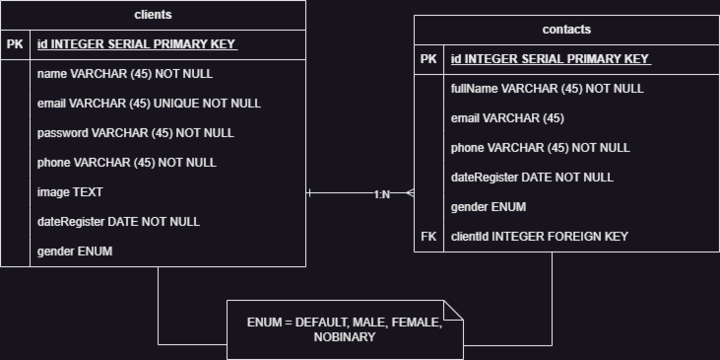 clients
PK id INTEGER SERIAL PRIMARY KEY
name VARCHAR (45) NOT NULL
email VARCHAR (45) UNIQUE NOT NULL
password VARCHAR (45) NOT NULL
phone VARCHAR (45) NOT NULL
image TEXT
dateRegister DATE NOT NULL
gender ENUM
1:N
contacts
PK id INTEGER SERIAL PRIMARY KEY
fullName VARCHAR (45) NOT NULL
email VARCHAR (45)
phone VARCHAR (45) NOT NULL
dateRegister DATE NOT NULL
gender ENUM
FK clientId INTEGER FOREIGN KEY
ENUM = DEFAULT, MALE, FEMALE,
NOBINARY